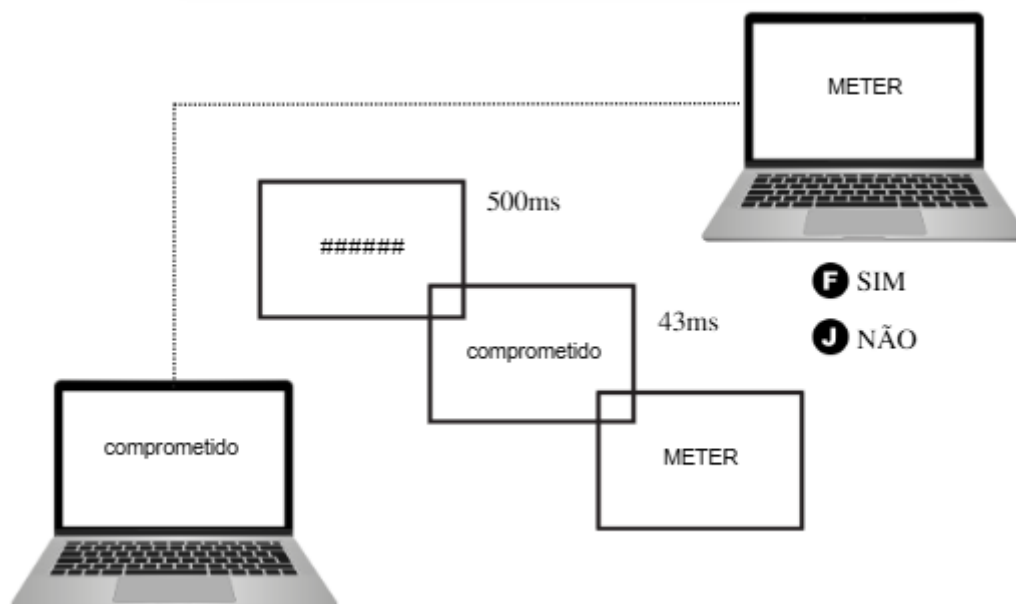 METER
500ms
######
F SIM
43ms
J NÃO
comprometido
comprometido
METER